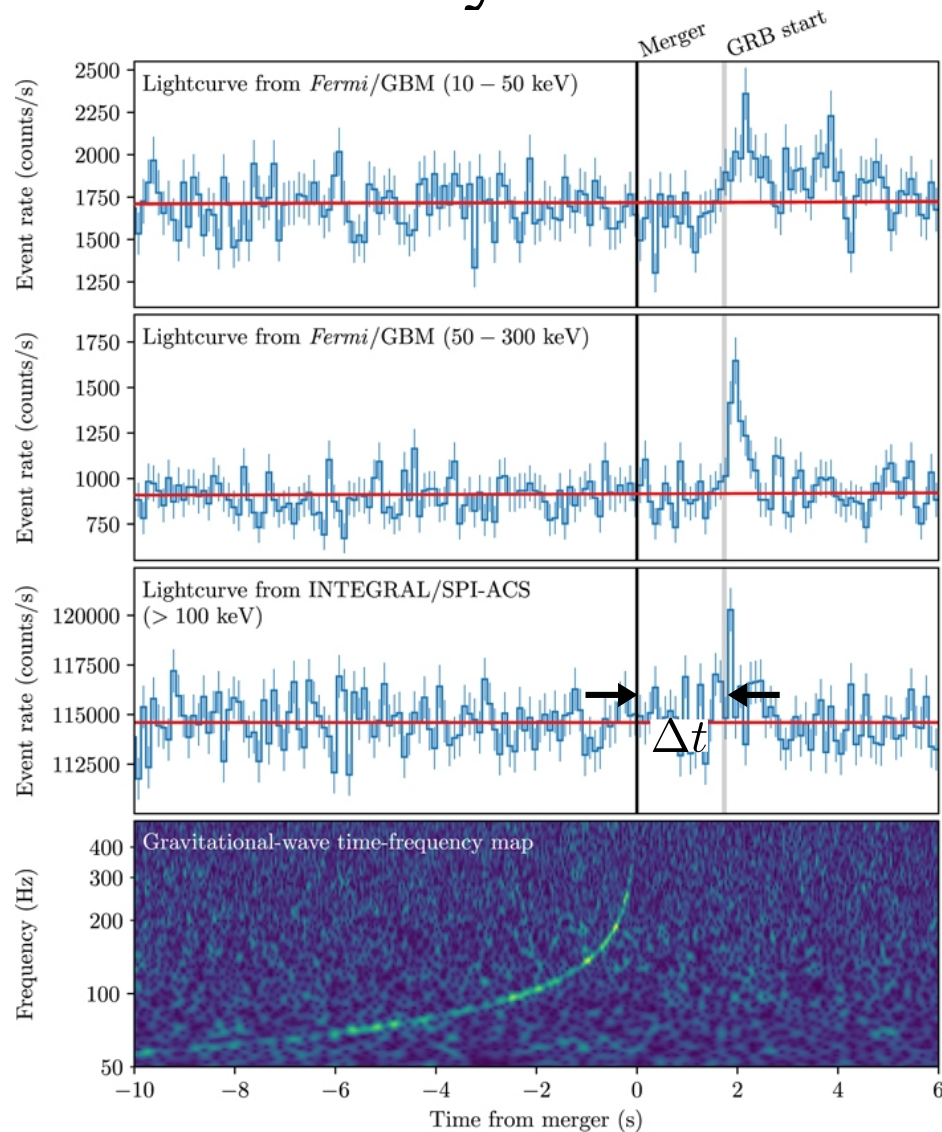 Merger GRB start
Lightcurve from Fermi/GBM (10 – 50 keV)
Event rate (counts/s)
2500
2250
2000
1750
1500
1250
Lightcurve from Fermi/GBM (50 – 300 keV)
Event rate (counts/s)
1750
1500
1250
1000
750
Lightcurve from INTEGRAL/SPI-ACS
(> 100 keV)
Event rate (counts/s)
120000
117500
115000
112500
Δt
Gravitational-wave time-frequency map
Frequency (Hz)
400
300
200
100
50
−10 −8 −6 −4 −2 0 2 4 6
Time from merger (s)